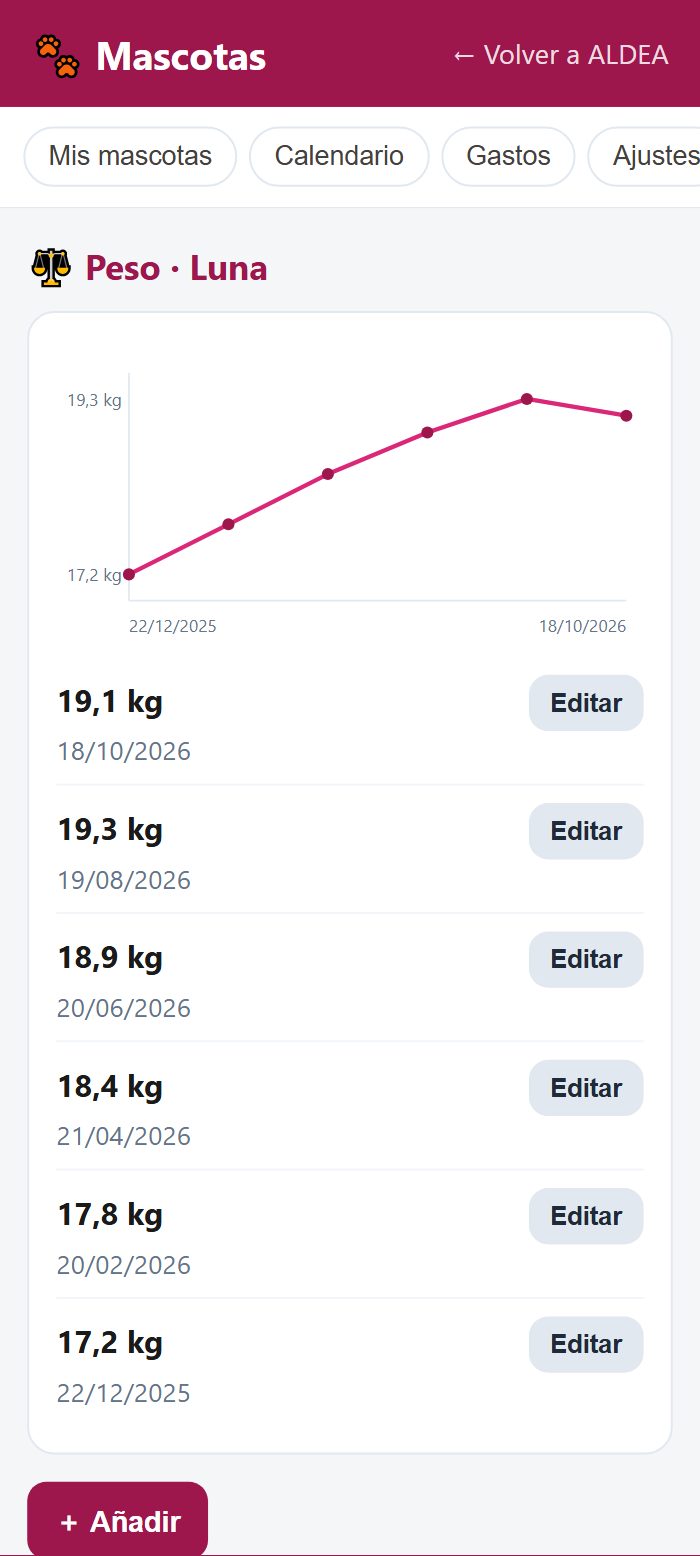 Mascotas
← Volver a ALDEA
Mis mascotas
Calendario
Gastos
Ajustes
Peso · Luna
19,3 kg
17,2 kg
22/12/2025
18/10/2026
19,1 kg
Editar
18/10/2026
19,3 kg
Editar
19/08/2026
18,9 kg
Editar
20/06/2026
18,4 kg
Editar
21/04/2026
17,8 kg
Editar
20/02/2026
17,2 kg
Editar
22/12/2025
+ Añadir